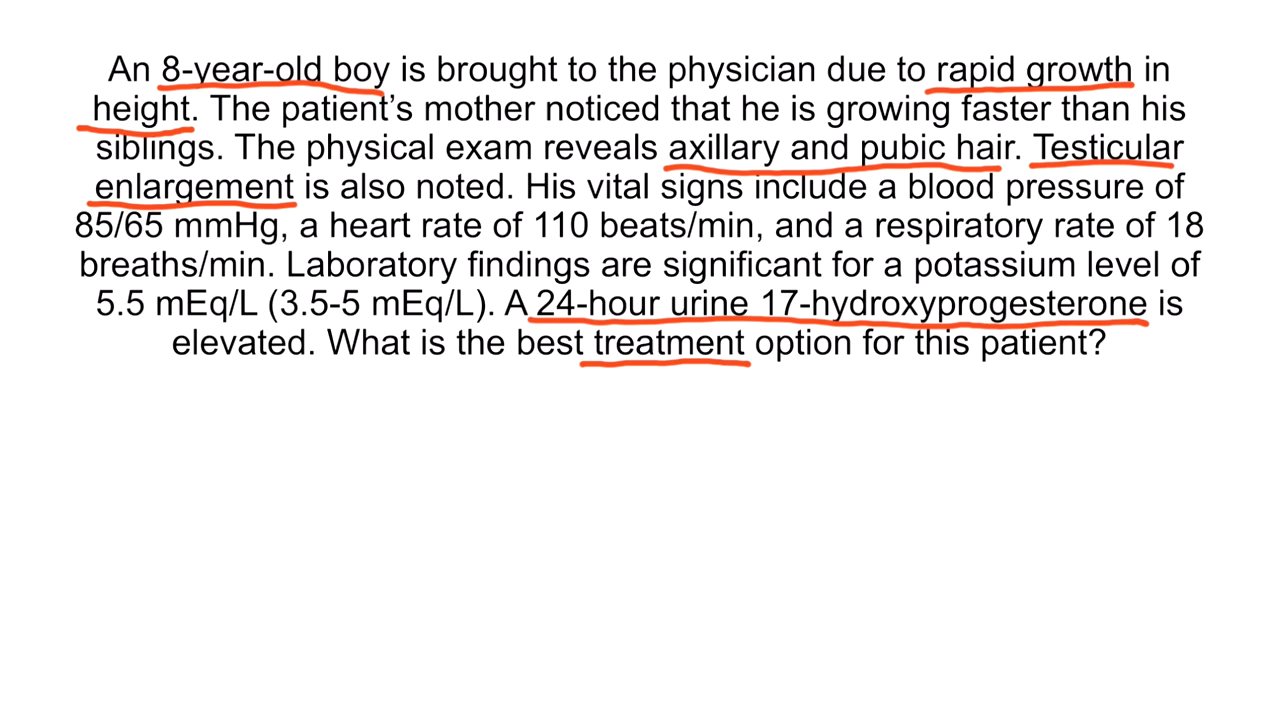 An 8-year-old boy is brought to the physician due to rapid growth in
height. The patient’s mother noticed that he is growing faster than his
siblings. The physical exam reveals axillary and pubic hair. Testicular
enlargement is also noted. His vital signs include a blood pressure of
85/65 mmHg, a heart rate of 110 beats/min, and a respiratory rate of 18
breaths/min. Laboratory findings are significant for a potassium level of
5.5 mEq/L (3.5-5 mEq/L). A 24-hour urine 17-hydroxyprogesterone is
elevated. What is the best treatment option for this patient?